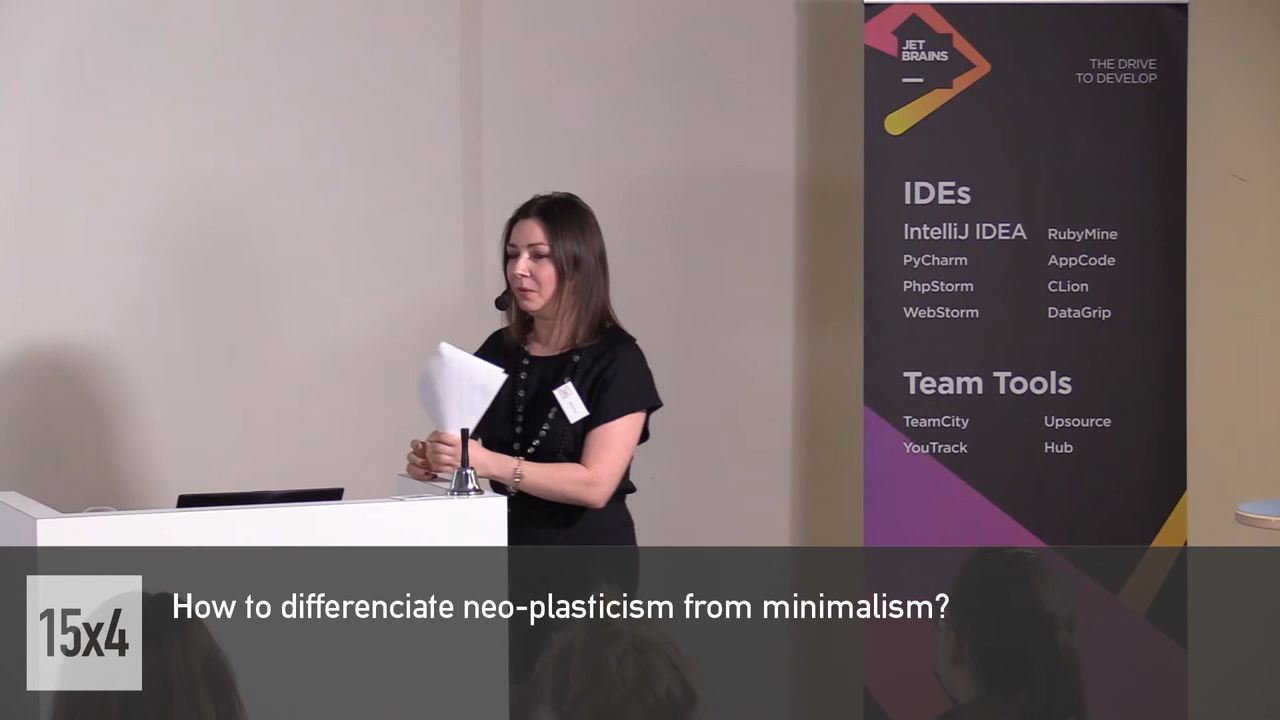 JET
BRAINS
THE DRIVE
TO DEVELOP
IDEs
IntelliJ IDEA RubyMine
PyCharm AppCode
PhpStorm CLion
WebStorm DataGrip
Team Tools
TeamCity Upsource
YouTrack Hub
15x4
How to differenciate neo-plasticism from minimalism?